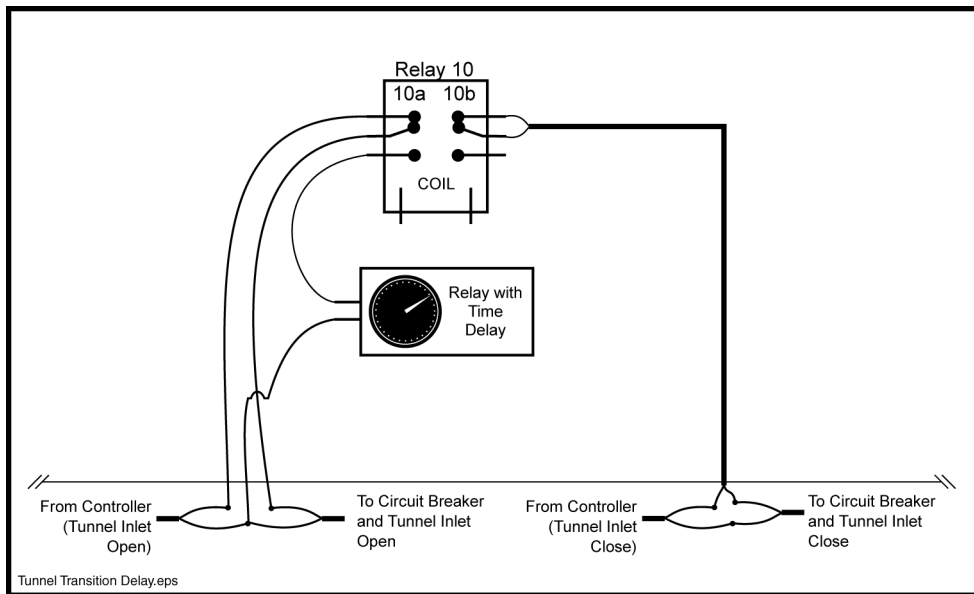 Relay 10
10a 10b
COIL
Relay with
Time
Delay
From Controller
(Tunnel Inlet
Open)
To Circuit Breaker
and Tunnel Inlet
Open
From Controller
(Tunnel Inlet
Close)
To Circuit Breaker
and Tunnel Inlet
Close
Tunnel Transition Delay.eps